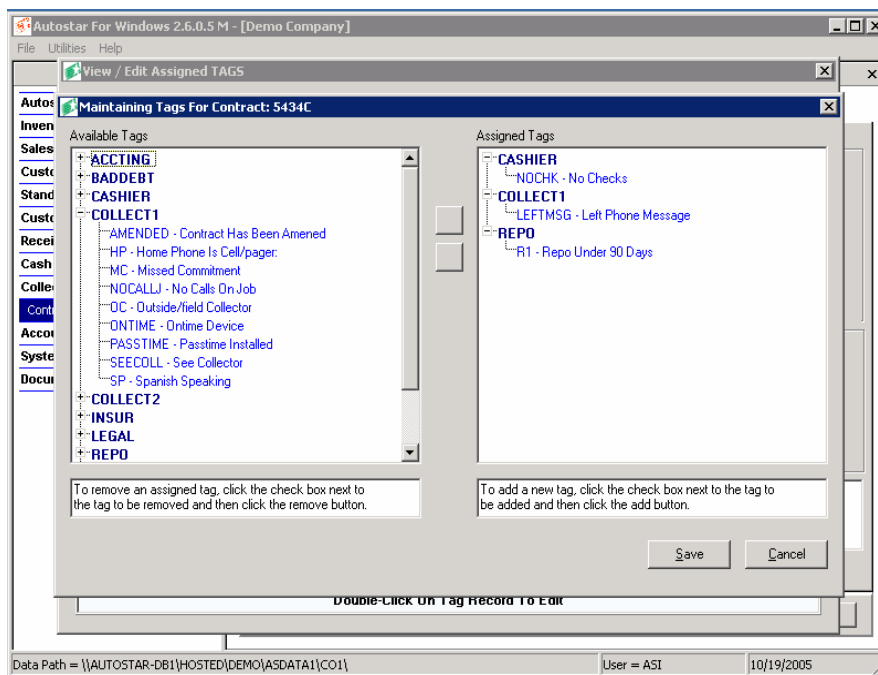 Autostar For Windows 2.6.0.5 M - [Demo Company]
File Utilities Help
View / Edit Assigned TAGS
Maintaining Tags For Contract: 5434C
Autos
Inven
Sales
Custo
Stand
Custo
Recei
Cash
Colle
Contr
Accou
Syste
Docum
Available Tags
ACCTING
BADDEBT
CASHIER
COLLECT1
AMENDED - Contract Has Been Amened
HP - Home Phone Is Cell/pager:
MC - Missed Commitment
NOCALLJ - No Calls On Job
OC - Outside/field Collector
ONTIME - Ontime Device
PASSTIME - Passtime Installed
SEECOLL - See Collector
SP - Spanish Speaking
COLLECT2
INSUR
LEGAL
REPO
To remove an assigned tag, click the check box next to
the tag to be removed and then click the remove button.
Assigned Tags
CASHIER
NOCHK - No Checks
COLLECT1
LEFTMSG - Left Phone Message
REPO
R1 - Repo Under 90 Days
To add a new tag, click the check box next to the tag to
be added and then click the add button.
Save Cancel
Double-Click On Tag Record To Edit
Data Path = \\AUTOSTAR-DB1\HOSTED\DEMO\ASDATA1\CO1\ User = ASI 10/19/2005